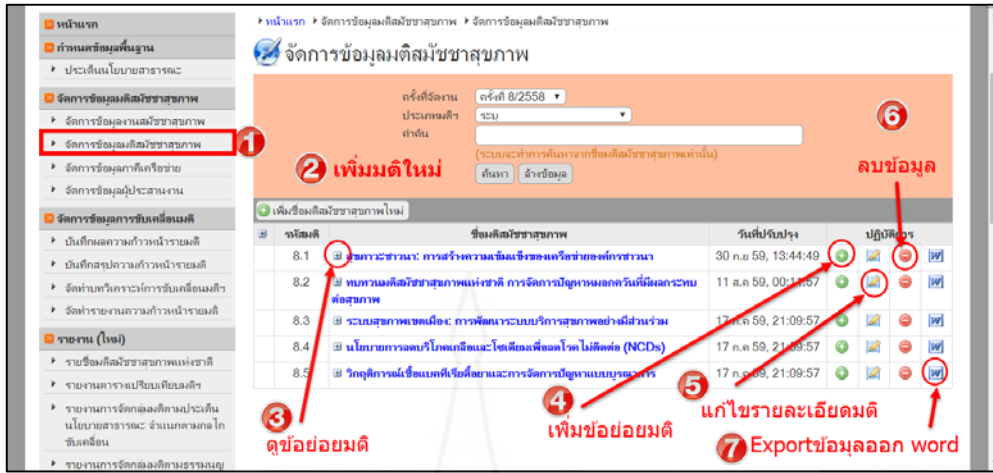 หน้าแรก
กำหนดข้อมูลพื้นฐาน
ประเด็นนโยบายสาธารณะ
จัดการข้อมูลมติสมัชชาสุขภาพ
จัดการข้อมูลงานสมัชชาสุขภาพ
จัดการข้อมูลมติสมัชชาสุขภาพ
จัดการข้อมูลภาคีเครือข่าย
จัดการข้อมูลผู้ประสานงาน
จัดการข้อมูลการขับเคลื่อนมติ
บันทึกผลความก้าวหน้ารายมติ
บันทึกสรุปความก้าวหน้ารายมติ
จัดทำบทวิเคราะห์การขับเคลื่อนมติฯ
จัดทำรายงานความก้าวหน้ารายมติ
รายงาน (ใหม่)
รายชื่อมติสมัชชาสุขภาพแห่งชาติ
รายงานตารางเปรียบเทียบมติฯ
รายงานการจัดกลุ่มมติตามประเด็น
นโยบายสาธารณะ จำแนกตามกลไก
ขับเคลื่อน
รายงานการจัดกลุ่มมติตามธรรมนูญ
หน้าแรก จัดการข้อมูลมติสมัชชาสุขภาพ จัดการข้อมูลมติสมัชชาสุขภาพ
จัดการข้อมูลมติสมัชชาสุขภาพ
ครั้งที่จัดงาน ครั้งที่ 8/2558
ประเภทมติฯ ระบุ
คำค้น
(ระบบจะทำการค้นหาจากชื่อมติสมัชชาสุขภาพเท่านั้น)
ค้นหา ล้างข้อมูล
1
2 เพิ่มมติใหม่
6
ลบข้อมูล
เพิ่มชื่อมติสมัชชาสุขภาพใหม่
รหัสมติ ชื่อมติสมัชชาสุขภาพ วันที่ปรับปรุง ปฏิบัติการ
8.1 สุขภาวะชาวนา: การสร้างความเข้มแข็งของเครือข่ายองค์กรชาวนา 30 ก.ย 59, 13:44:49
8.2 ทบทวนมติสมัชชาสุขภาพแห่งชาติ การจัดการปัญหาหมอกควันที่มีผลกระทบ 11 ส.ค 59, 00:11:57
ต่อสุขภาพ
8.3 ระบบสุขภาพเขตเมือง: การพัฒนาระบบบริการสุขภาพอย่างมีส่วนร่วม 17 ก.ค 59, 21:09:57
8.4 นโยบายการลดบริโภคเกลือและโซเดียมเพื่อลดโรคไม่ติดต่อ (NCDs) 17 ก.ค 59, 21:09:57
8.5 วิกฤติการณ์เชื้อแบคทีเรียดื้อยาและการจัดการปัญหาแบบบูรณาการ 17 ก.ค 59, 21:09:57
3
ดูข้อย่อยมติ
4
เพิ่มข้อย่อยมติ
5
แก้ไขรายละเอียดมติ
7 Exportข้อมูลออก word